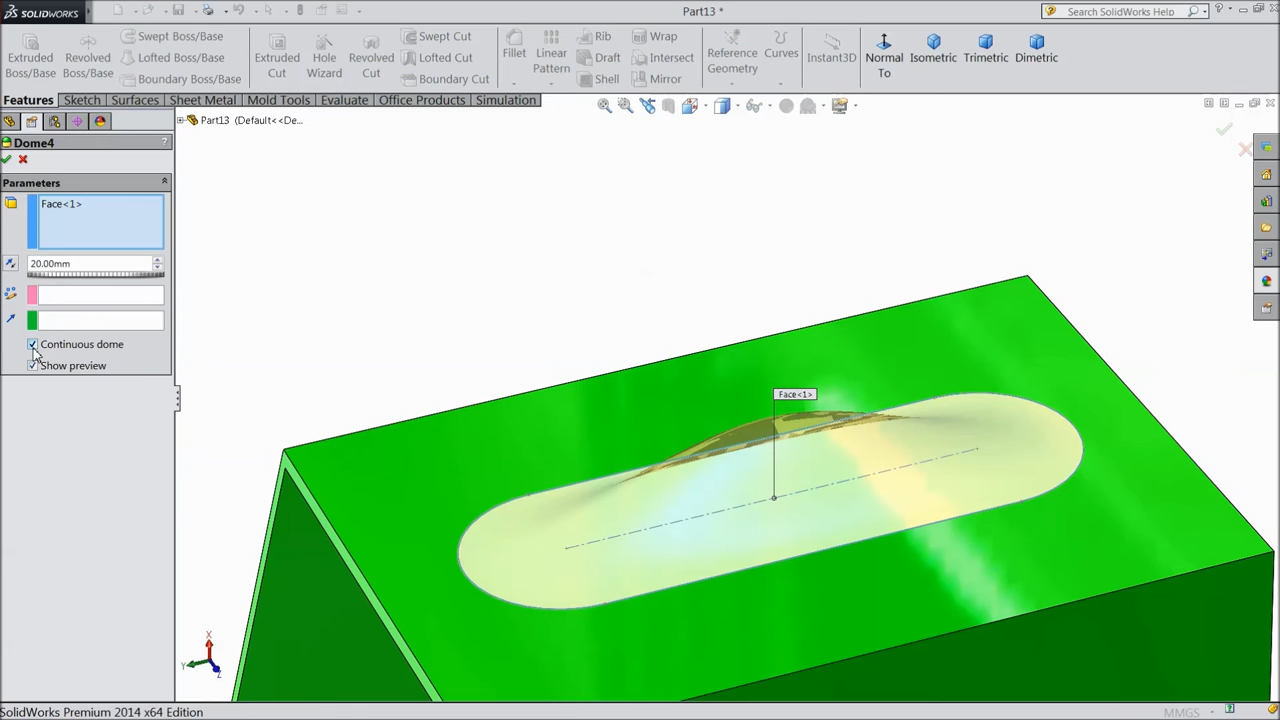 SOLIDWORKS
Part13 *
Search SolidWorks Help
Extruded Boss/Base
Revolved Boss/Base
Swept Boss/Base
Lofted Boss/Base
Boundary Boss/Base
Extruded Cut
Hole Wizard
Revolved Cut
Swept Cut
Lofted Cut
Boundary Cut
Fillet
Linear Pattern
Rib
Draft
Shell
Wrap
Intersect
Mirror
Reference Geometry
Curves
Instant3D
Normal To
Isometric
Trimetric
Dimetric
Features Sketch Surfaces Sheet Metal Mold Tools Evaluate Office Products Simulation
Part13 (Default<<De...
Dome4
?
Parameters
Face<1>
20.00mm
Continuous dome
Show preview
Face<1>
X
Y
Z
SolidWorks Premium 2014 x64 Edition
MMGS